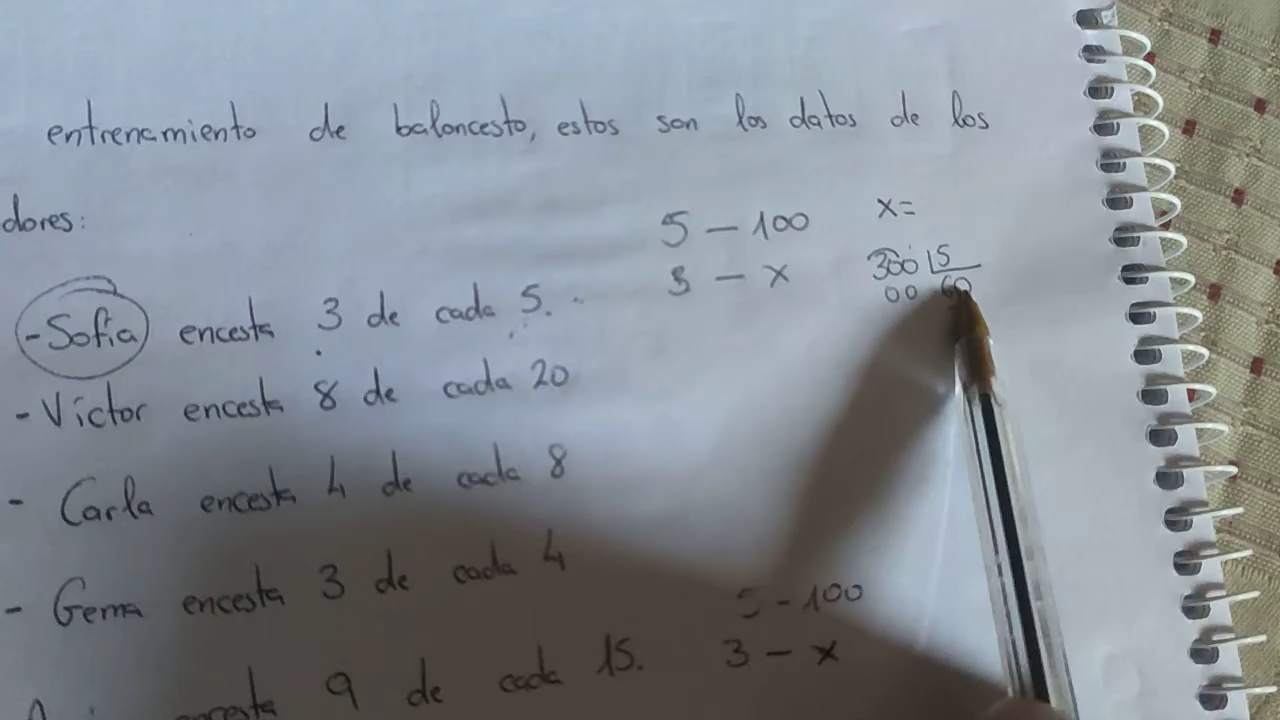 entrenamiento de baloncesto, estos son los datos de los
dores:
5 - 100 x=
- Sofía encesta 3 de cada 5. 3 - x 300 5
00 60
- Víctor encesta 8 de cada 20
- Carla encesta 4 de cada 8
- Gema encesta 3 de cada 4
5 - 100
9 de cada 15. 3 - x